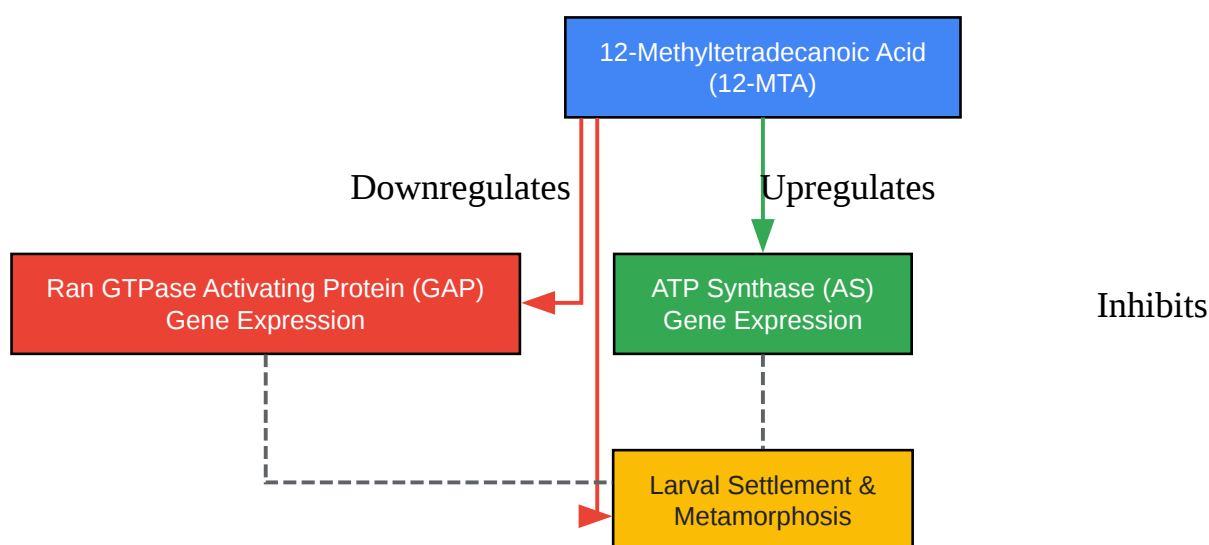 12-Methyltetradecanoic Acid
(12-MTA)
Downregulates
Upregulates
Ran GTPase Activating Protein (GAP)
Gene Expression
ATP Synthase (AS)
Gene Expression
Inhibits
Larval Settlement &
Metamorphosis